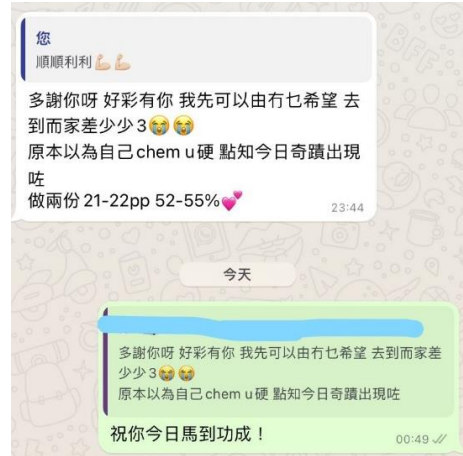 您
順順利利💪🏻💪🏻
多謝你呀 好彩有你 我先可以由冇乜希望 去
到而家差少少3😭😭
原本以為自己chem u硬 點知今日奇蹟出現
咗
做兩份21-22pp 52-55%💕
23:44
今天
多謝你呀 好彩有你 我先可以由冇乜希望 去到而家差
少少3😭😭
原本以為自己chem u硬 點知今日奇蹟出現咗
祝你今日馬到功成！
00:49